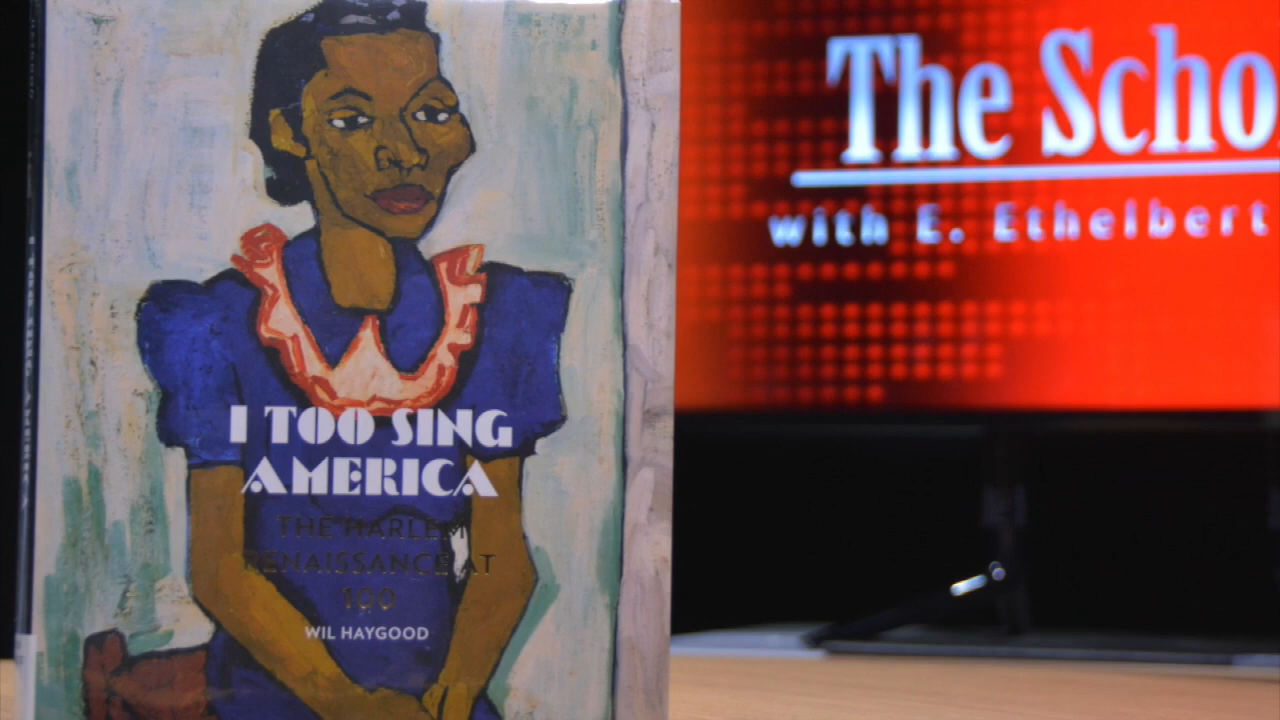 I TOO SING
AMERICA
THE HARLEM
RENAISSANCE AT
100
WIL HAYGOOD
The Scho
with E. Ethelbert